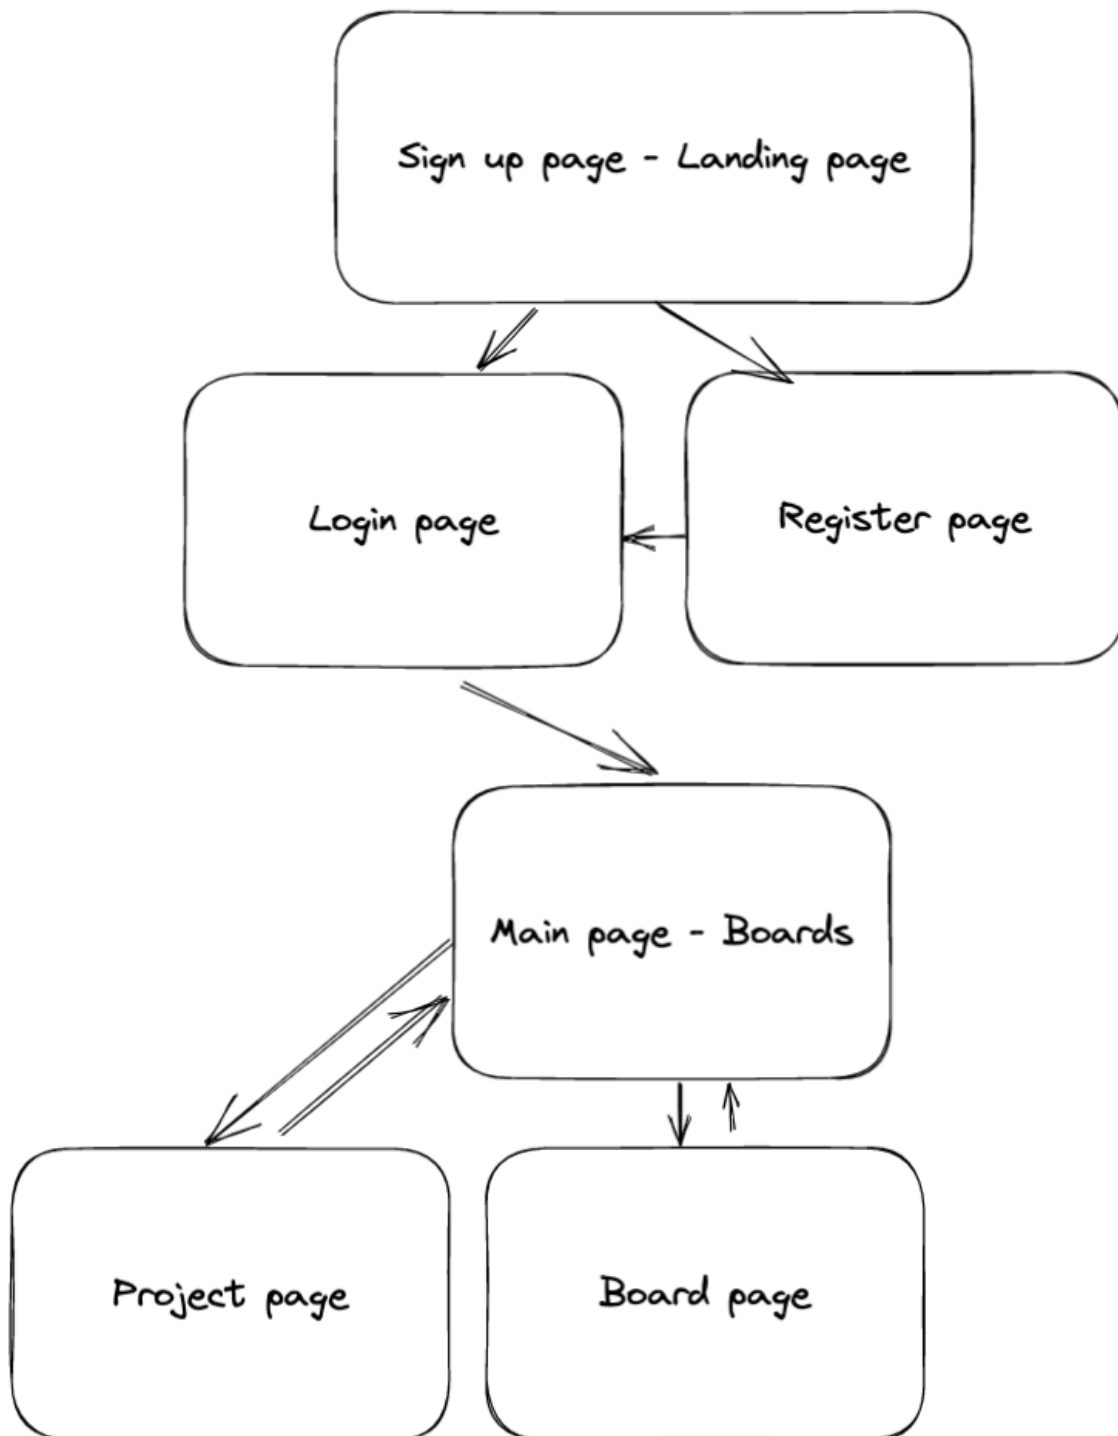 Sign up page - Landing page
Login page
Register page
Main page - Boards
Project page
Board page